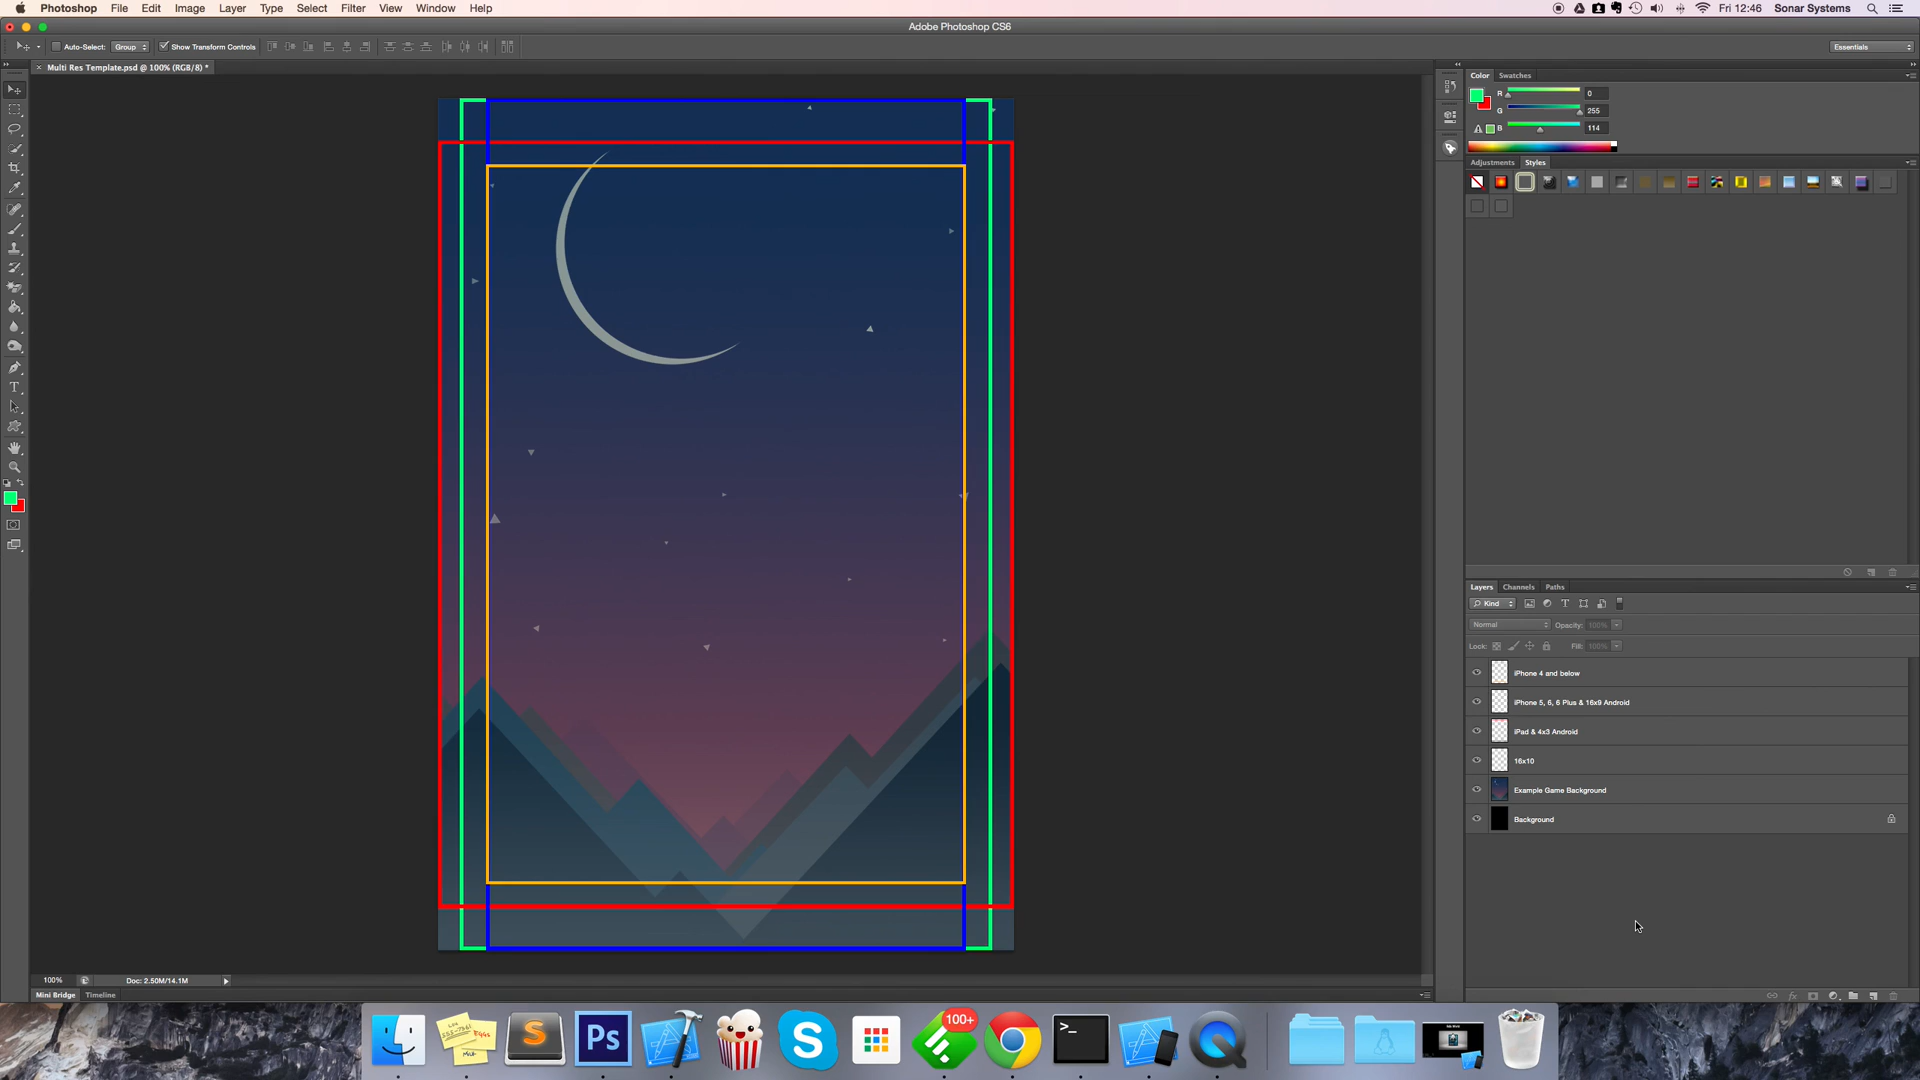 Photoshop File Edit Image Layer Type Select Filter View Window Help Fri 12:46 Sonar Systems
Adobe Photoshop CS6
Auto-Select: Group Show Transform Controls Essentials
Multi Res Template.psd @ 100% (RGB/8) *
Color Swatches
R 0
G 255
B 114
Adjustments Styles
Layers Channels Paths
Kind
Normal Opacity: 100%
Lock: Fill: 100%
iPhone 4 and below
iPhone 5, 6, 6 Plus & 16x9 Android
iPad & 4x3 Android
16x10
Example Game Background
Background
100% Doc: 2.50M/14.1M
Mini Bridge Timeline
100+
Ps